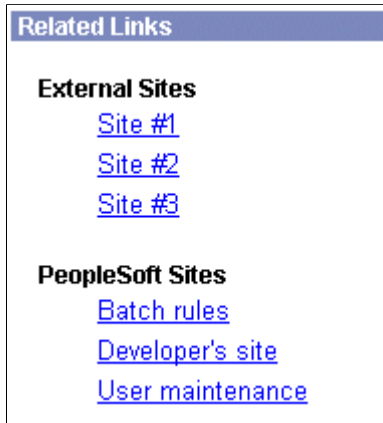 Related Links
External Sites
Site #1
Site #2
Site #3
PeopleSoft Sites
Batch rules
Developer's site
User maintenance